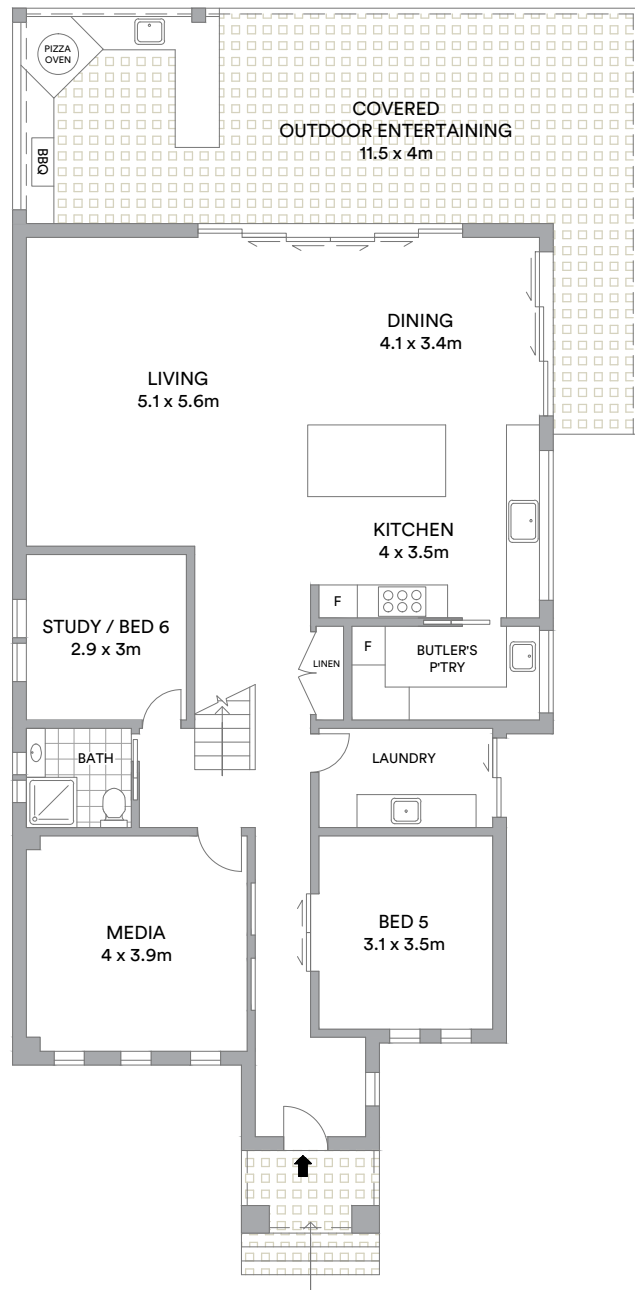 PIZZA
OVEN
BBQ
COVERED
OUTDOOR ENTERTAINING
11.5 x 4m
DINING
4.1 x 3.4m
LIVING
5.1 x 5.6m
KITCHEN
4 x 3.5m
F
STUDY / BED 6
2.9 x 3m
LINEN
F
BUTLER'S
P'TRY
BATH
LAUNDRY
MEDIA
4 x 3.9m
BED 5
3.1 x 3.5m